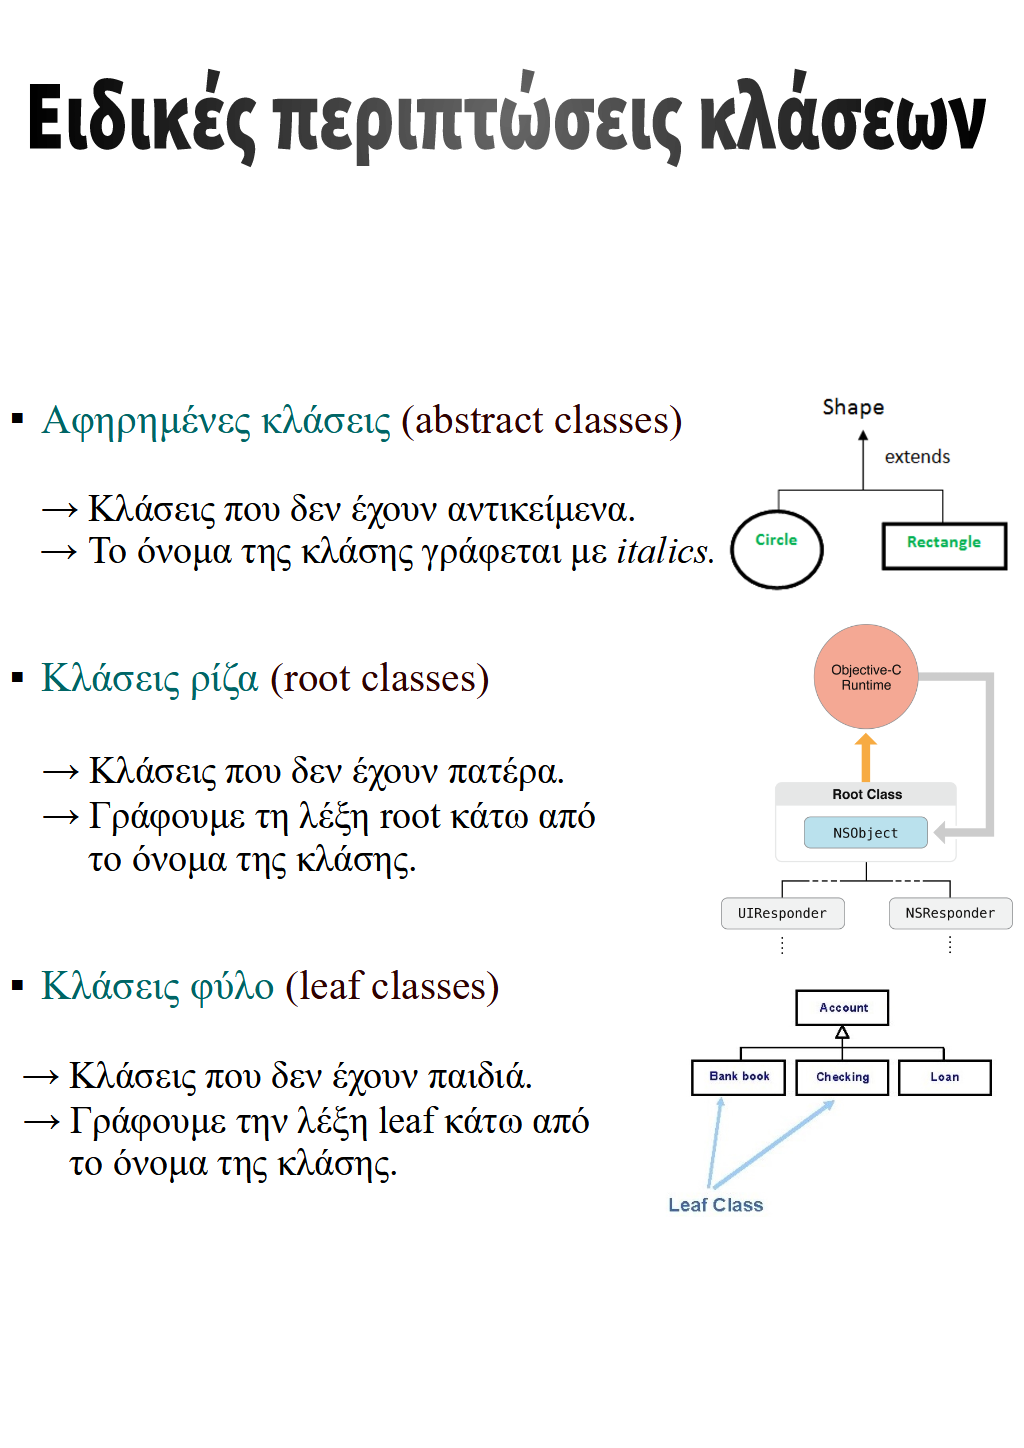 Ειδικές περιπτώσεις κλάσεων
▪ Αφηρημένες κλάσεις (abstract classes)
→ Κλάσεις που δεν έχουν αντικείμενα.
→ Το όνομα της κλάσης γράφεται με italics.
Shape
extends
Circle
Rectangle
▪ Κλάσεις ρίζα (root classes)
→ Κλάσεις που δεν έχουν πατέρα.
→ Γράφουμε τη λέξη root κάτω από
το όνομα της κλάσης.
Objective-C
Runtime
Root Class
NSObject
UIResponder
NSResponder
▪ Κλάσεις φύλο (leaf classes)
→ Κλάσεις που δεν έχουν παιδιά.
→ Γράφουμε την λέξη leaf κάτω από
το όνομα της κλάσης.
Account
Bank book
Checking
Loan
Leaf Class